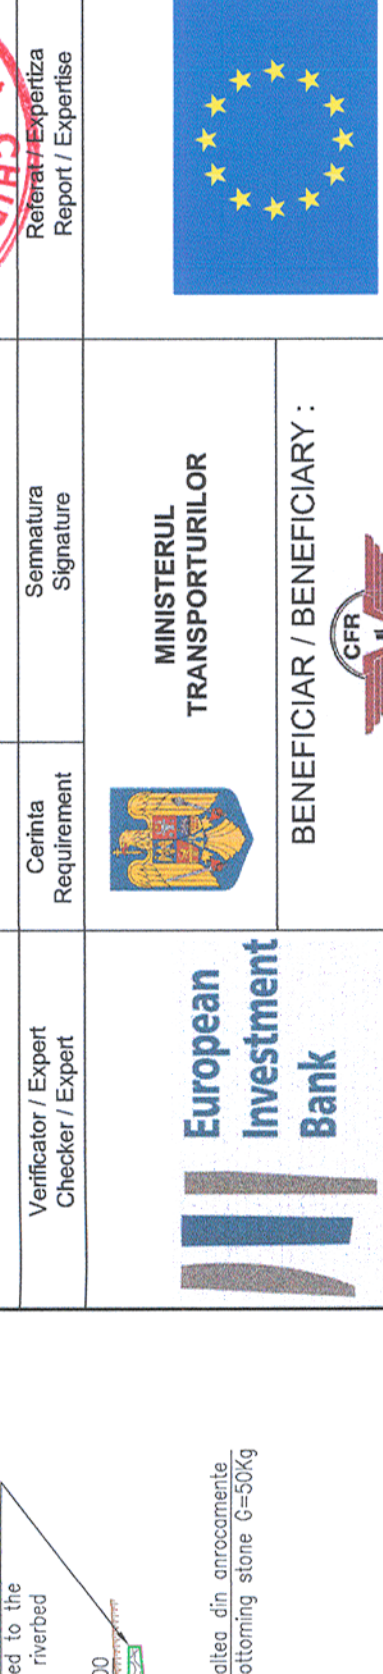 Verificator / Expert
Checker / Expert
Cerinta
Requirement
Semnatura
Signature
Referat / Expertiza
Report / Expertise
European
Investment
Bank
MINISTERUL
TRANSPORTURILOR
BENEFICIAR / BENEFICIARY :
CFR
ed to the
riverbed
00
altea din anrocamente
ottoming stone G=50Kg